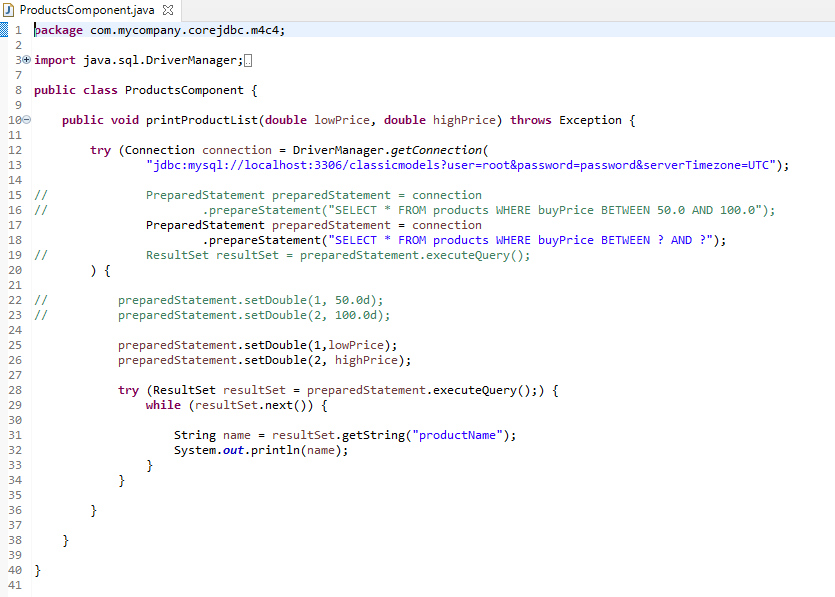 ProductsComponent.java
1 package com.mycompany.corejdbc.m4c4;
2
3 import java.sql.DriverManager;
7
8 public class ProductsComponent {
9
10     public void printProductList(double lowPrice, double highPrice) throws Exception {
11
12         try (Connection connection = DriverManager.getConnection(
13                 "jdbc:mysql://localhost:3306/classicmodels?user=root&password=password&serverTimezone=UTC");
14
15 //              PreparedStatement preparedStatement = connection
16 //                      .prepareStatement("SELECT * FROM products WHERE buyPrice BETWEEN 50.0 AND 100.0");
17                 PreparedStatement preparedStatement = connection
18                         .prepareStatement("SELECT * FROM products WHERE buyPrice BETWEEN ? AND ?");
19 //              ResultSet resultSet = preparedStatement.executeQuery();
20         ) {
21
22 //          preparedStatement.setDouble(1, 50.0d);
23 //          preparedStatement.setDouble(2, 100.0d);
24
25             preparedStatement.setDouble(1,lowPrice);
26             preparedStatement.setDouble(2, highPrice);
27
28             try (ResultSet resultSet = preparedStatement.executeQuery();) {
29                 while (resultSet.next()) {
30
31                     String name = resultSet.getString("productName");
32                     System.out.println(name);
33                 }
34             }
35
36         }
37
38     }
39
40 }
41